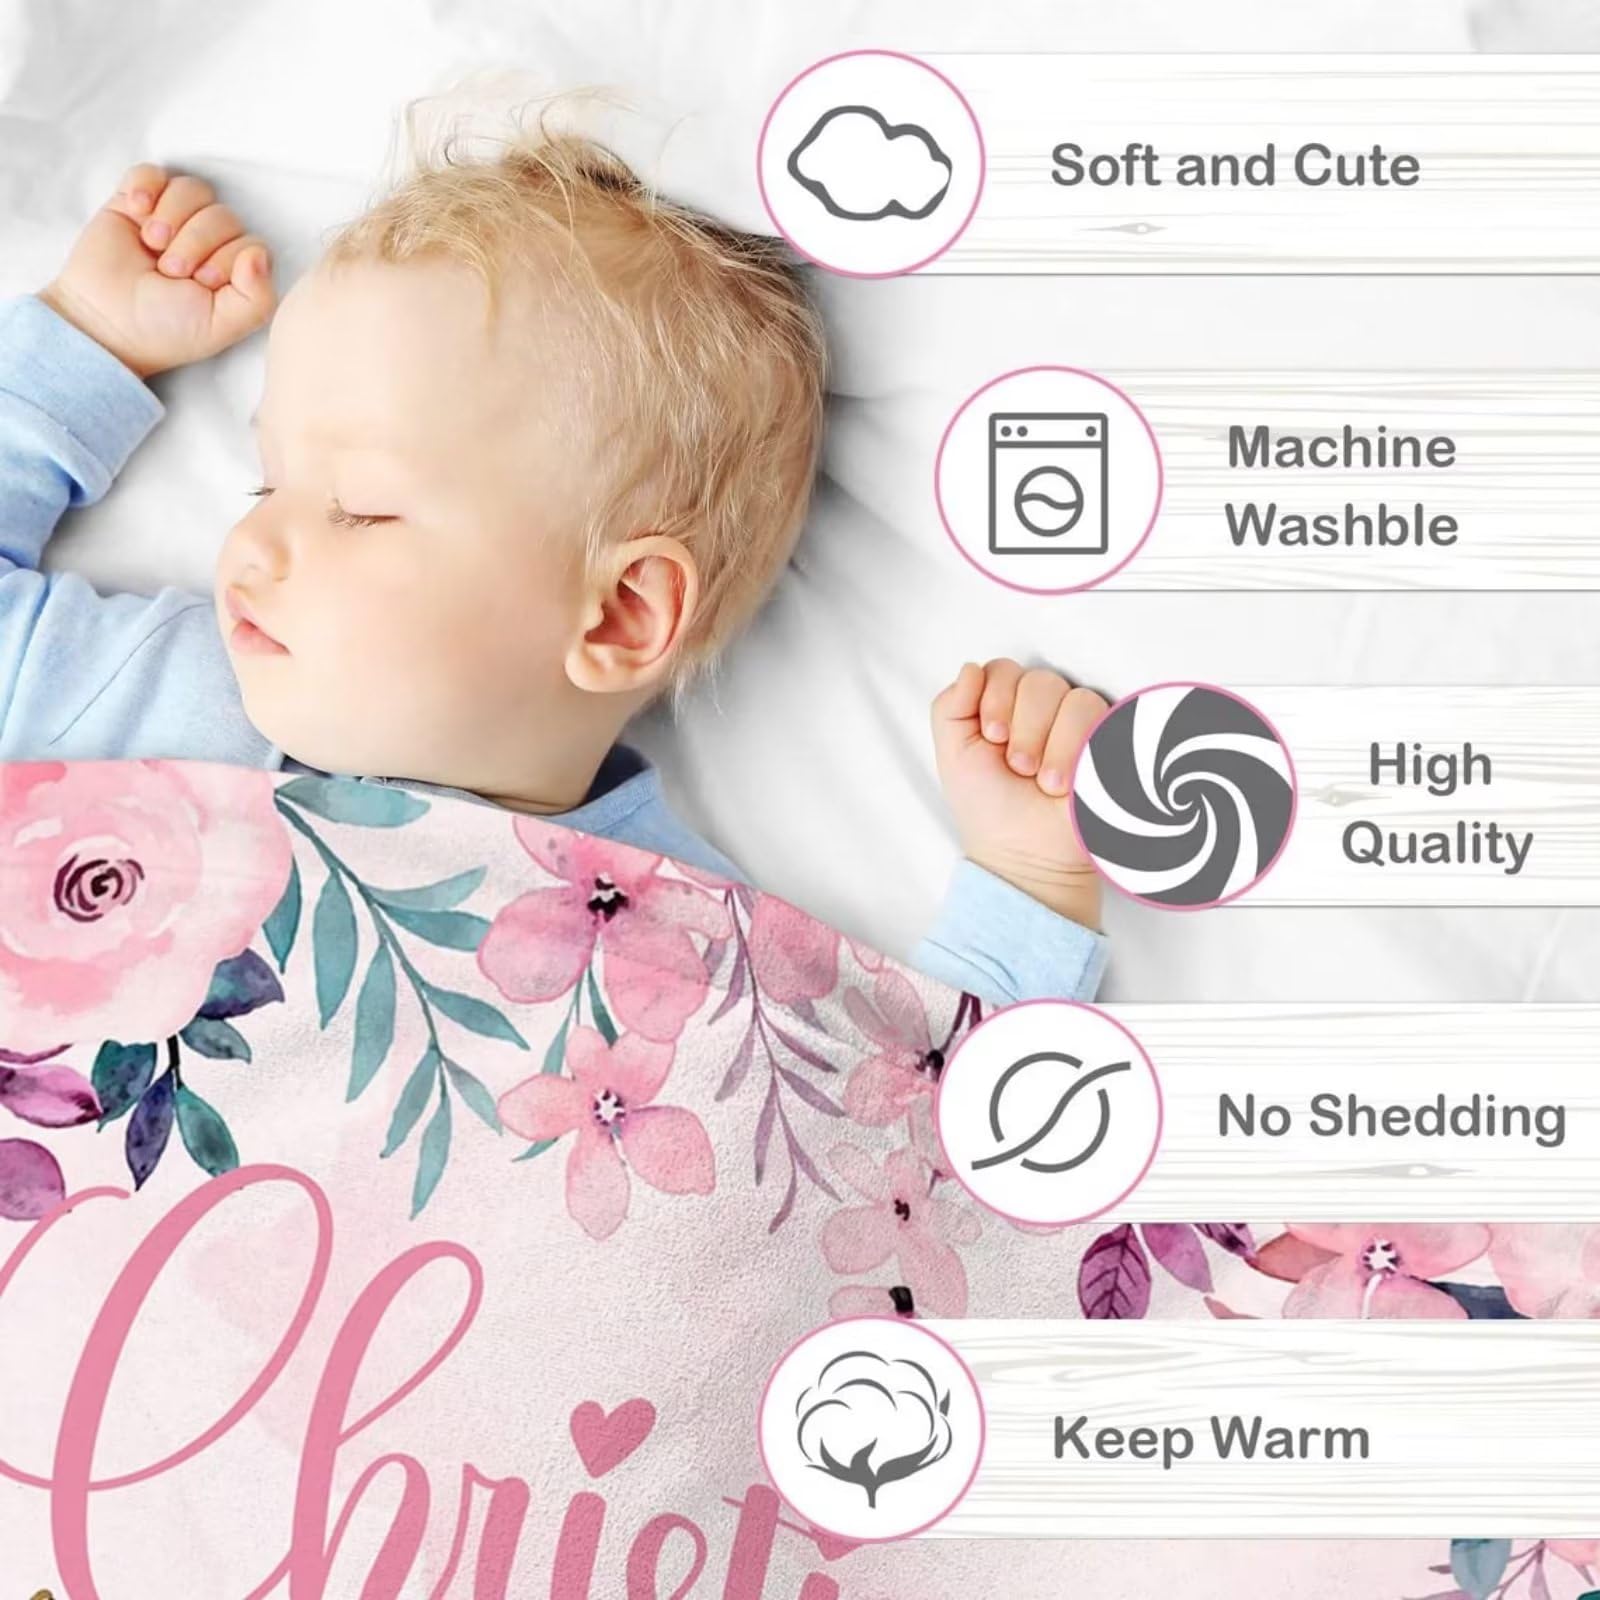 Soft and Cute
Machine
Washble
High
Quality
No Shedding
Keep Warm